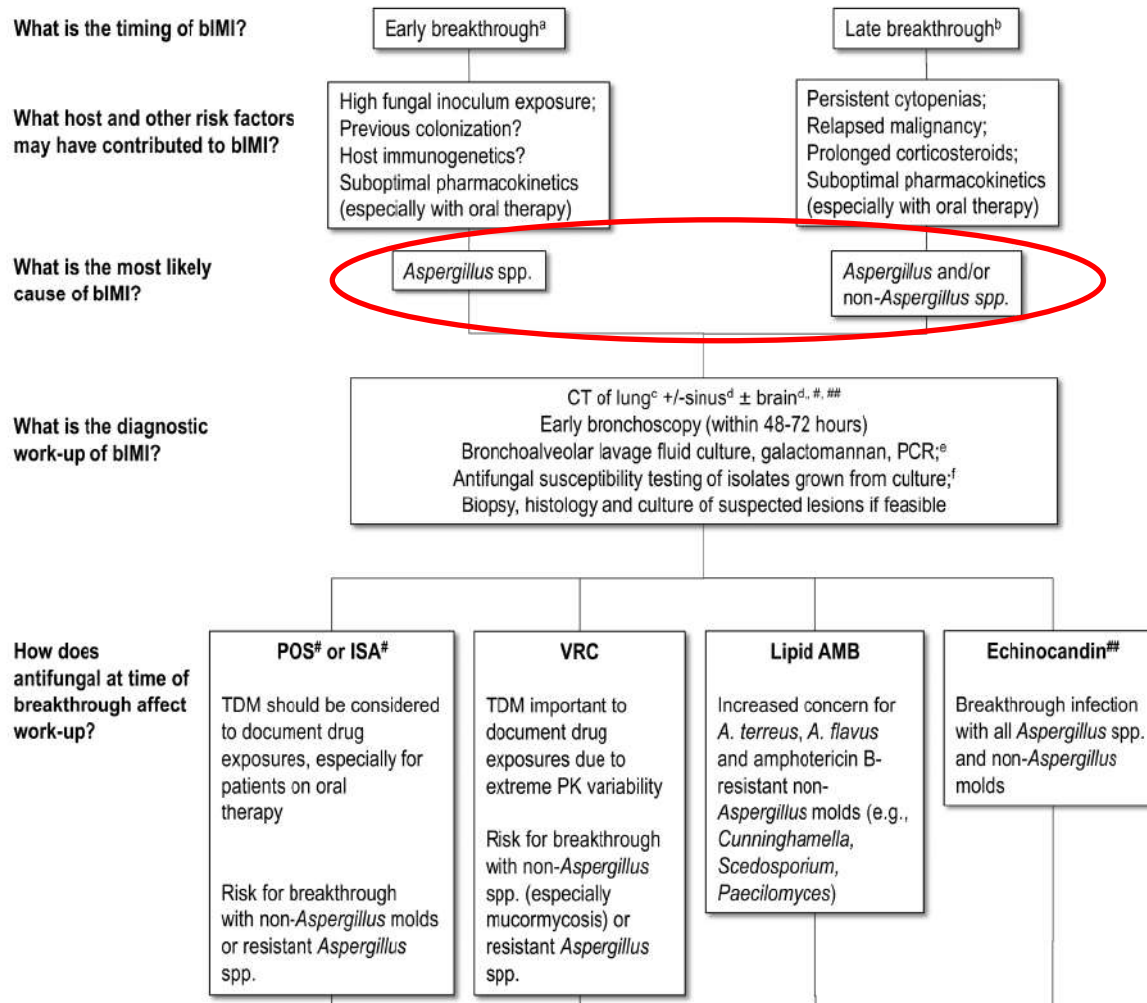 What is the timing of bIMI?
Early breakthroughᵃ
Late breakthroughᵇ
What host and other risk factors
may have contributed to bIMI?
High fungal inoculum exposure;
Previous colonization?
Host immunogenetics?
Suboptimal pharmacokinetics
(especially with oral therapy)
Persistent cytopenias;
Relapsed malignancy;
Prolonged corticosteroids;
Suboptimal pharmacokinetics
(especially with oral therapy)
What is the most likely
cause of bIMI?
Aspergillus spp.
Aspergillus and/or
non-Aspergillus spp.
What is the diagnostic
work-up of bIMI?
CT of lungᶜ +/-sinusᵈ ± brainᵈ·, #, ##
Early bronchoscopy (within 48-72 hours)
Bronchoalveolar lavage fluid culture, galactomannan, PCR;ᵉ
Antifungal susceptibility testing of isolates grown from culture;ᶠ
Biopsy, histology and culture of suspected lesions if feasible
How does
antifungal at time of
breakthrough affect
work-up?
POS# or ISA#
TDM should be considered
to document drug
exposures, especially for
patients on oral
therapy
Risk for breakthrough
with non-Aspergillus molds
or resistant Aspergillus
spp.
VRC
TDM important to
document drug
exposures due to
extreme PK variability
Risk for breakthrough
with non-Aspergillus
spp. (especially
mucormycosis) or
resistant Aspergillus
spp.
Lipid AMB
Increased concern for
A. terreus, A. flavus
and amphotericin B-
resistant non-
Aspergillus molds (e.g.,
Cunninghamella,
Scedosporium,
Paecilomyces)
Echinocandin##
Breakthrough infection
with all Aspergillus spp.
and non-Aspergillus
molds